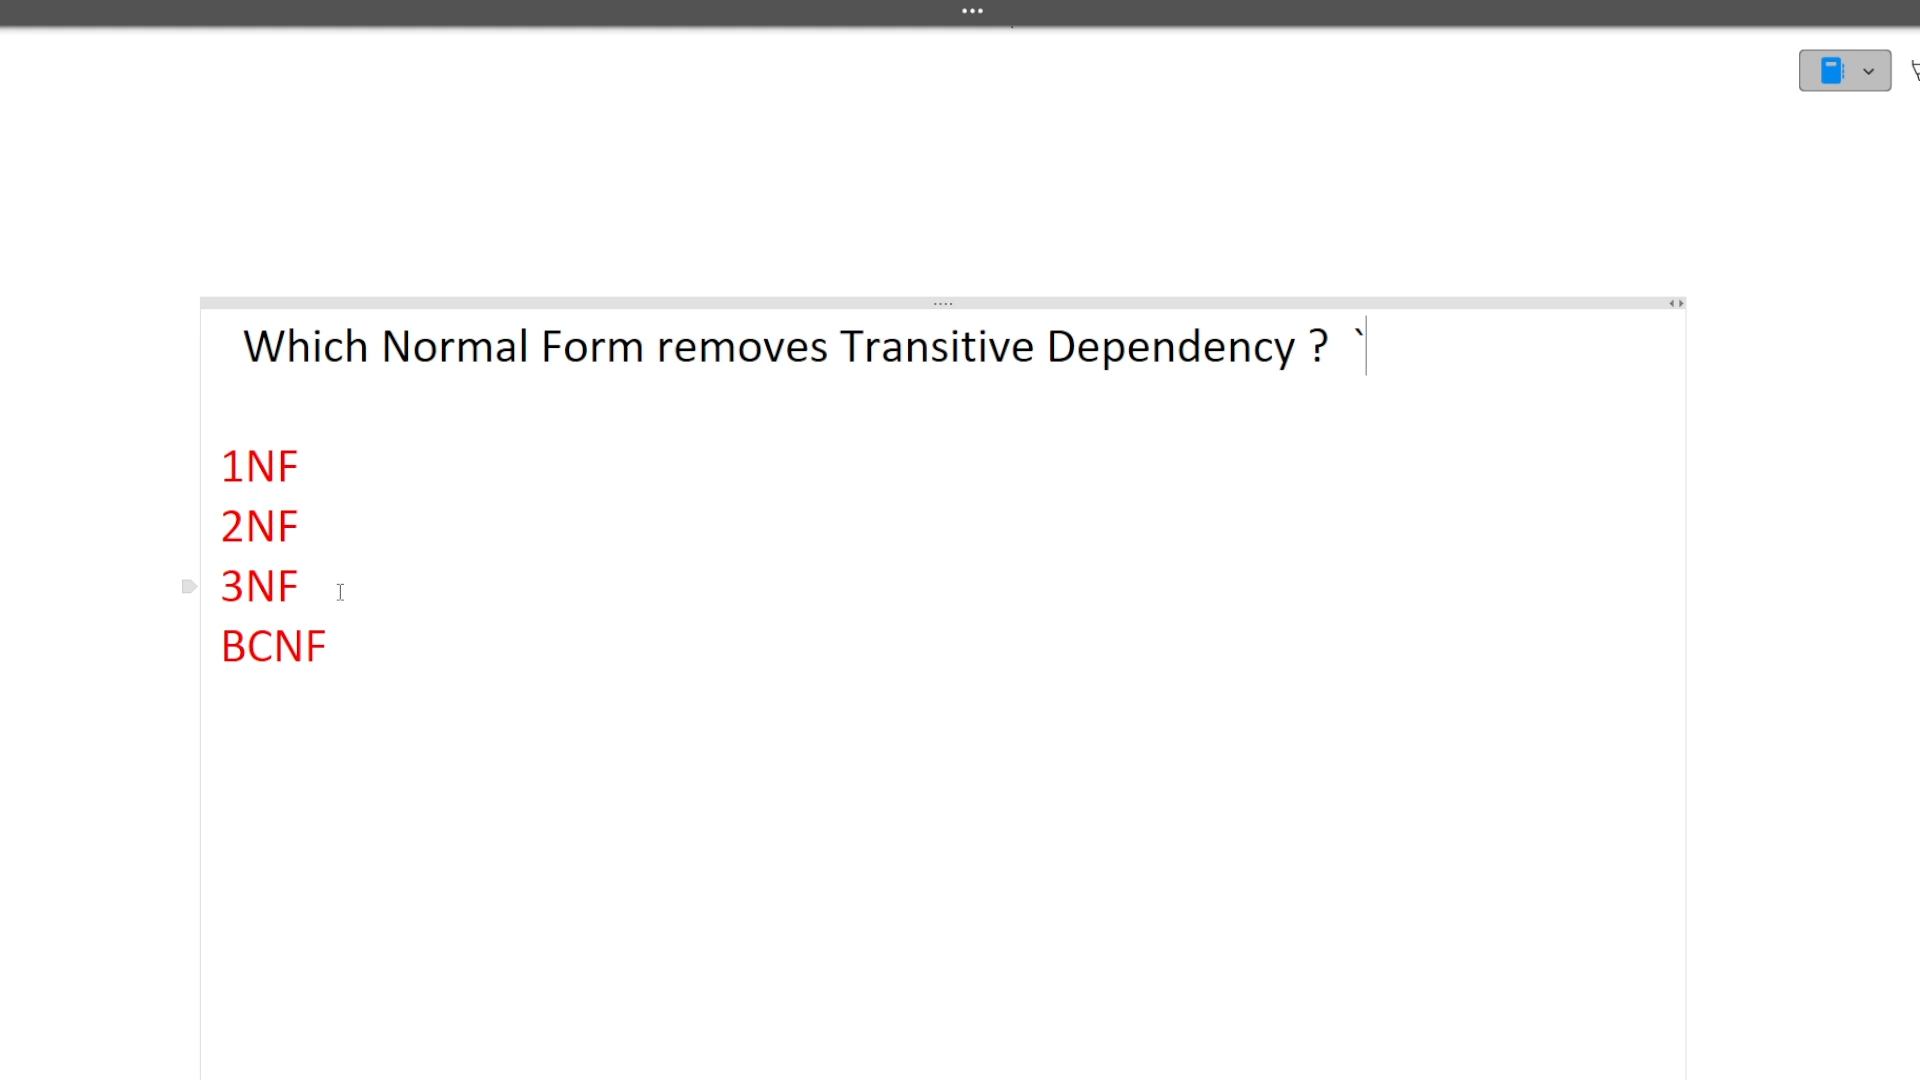 Which Normal Form removes Transitive Dependency ? `
1NF
2NF
3NF
BCNF